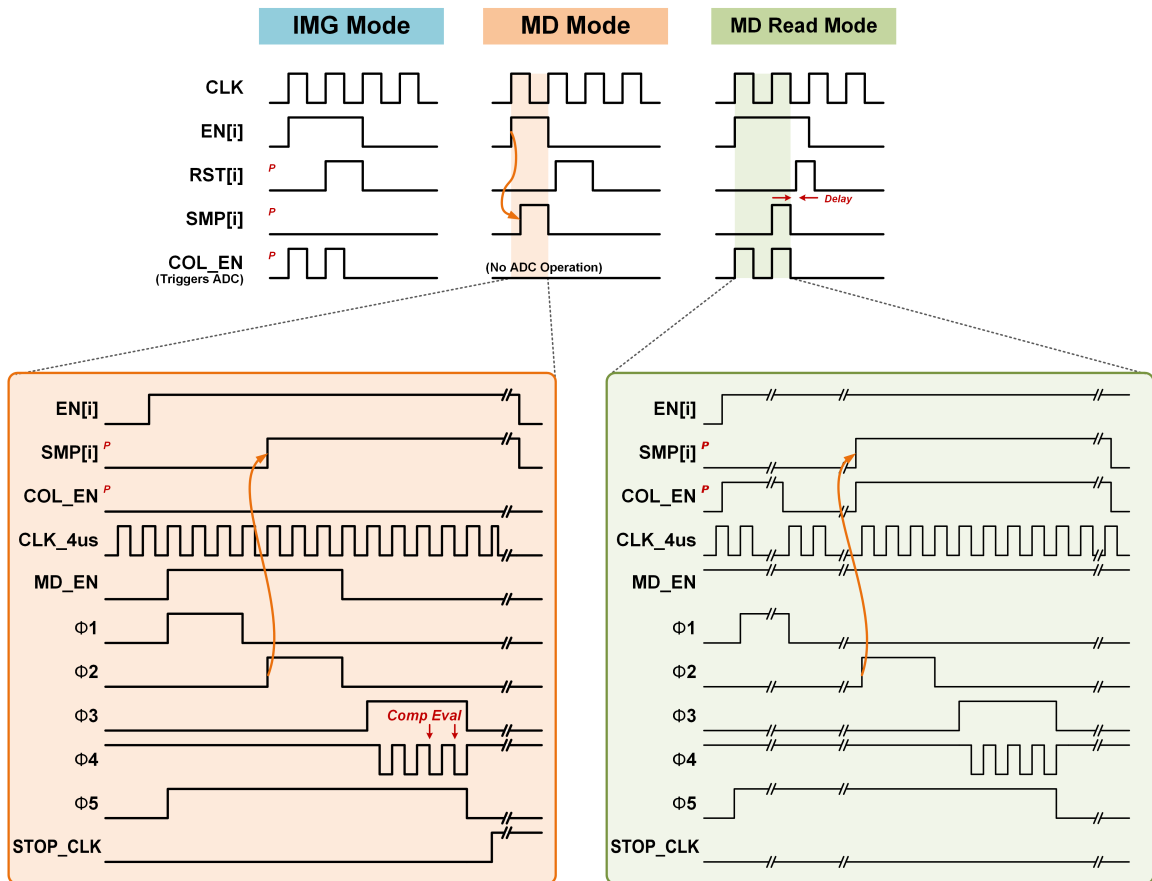 IMG Mode
MD Mode
MD Read Mode
CLK
EN[i]
RST[i]
P
Delay
SMP[i]
P
COL_EN
P
(Triggers ADC)
(No ADC Operation)
EN[i]
SMP[i]
P
COL_EN
P
CLK_4us
MD_EN
Φ1
Φ2
Φ3
Comp Eval
Φ4
Φ5
STOP_CLK
EN[i]
SMP[i]
P
COL_EN
P
CLK_4us
MD_EN
Φ1
Φ2
Φ3
Φ4
Φ5
STOP_CLK